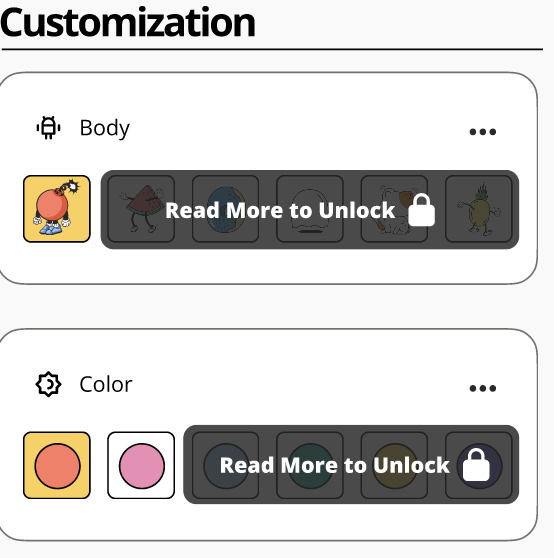 Customization
Body
Read More to Unlock
Color
Read More to Unlock